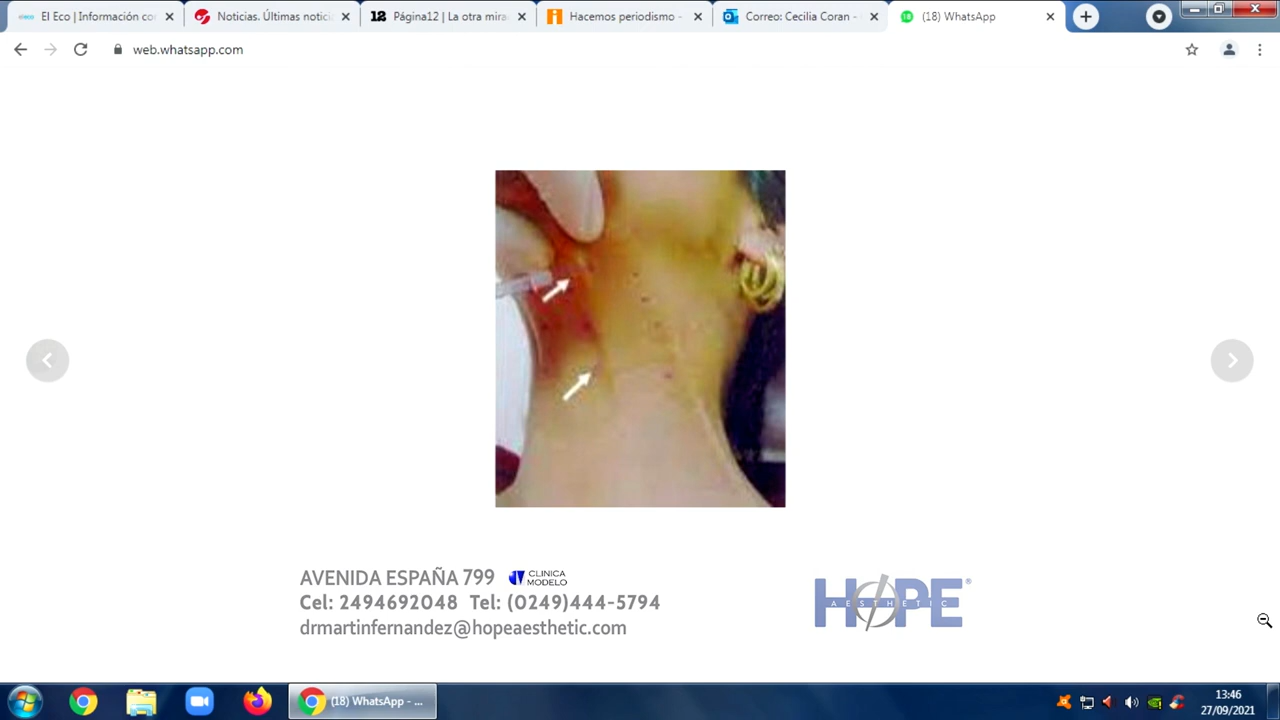 El Eco | Información co
Noticias. Últimas notici
12 Página12 | La otra mira
Hacemos periodismo -
Correo: Cecilia Coran -
(18) WhatsApp
web.whatsapp.com
AVENIDA ESPAÑA 799 CLINICA MODELO
Cel: 2494692048 Tel: (0249)444-5794
drmartinfernandez@hopeaesthetic.com
HOPE®
AESTHETIC
(18) WhatsApp - ...
13:46
27/09/2021